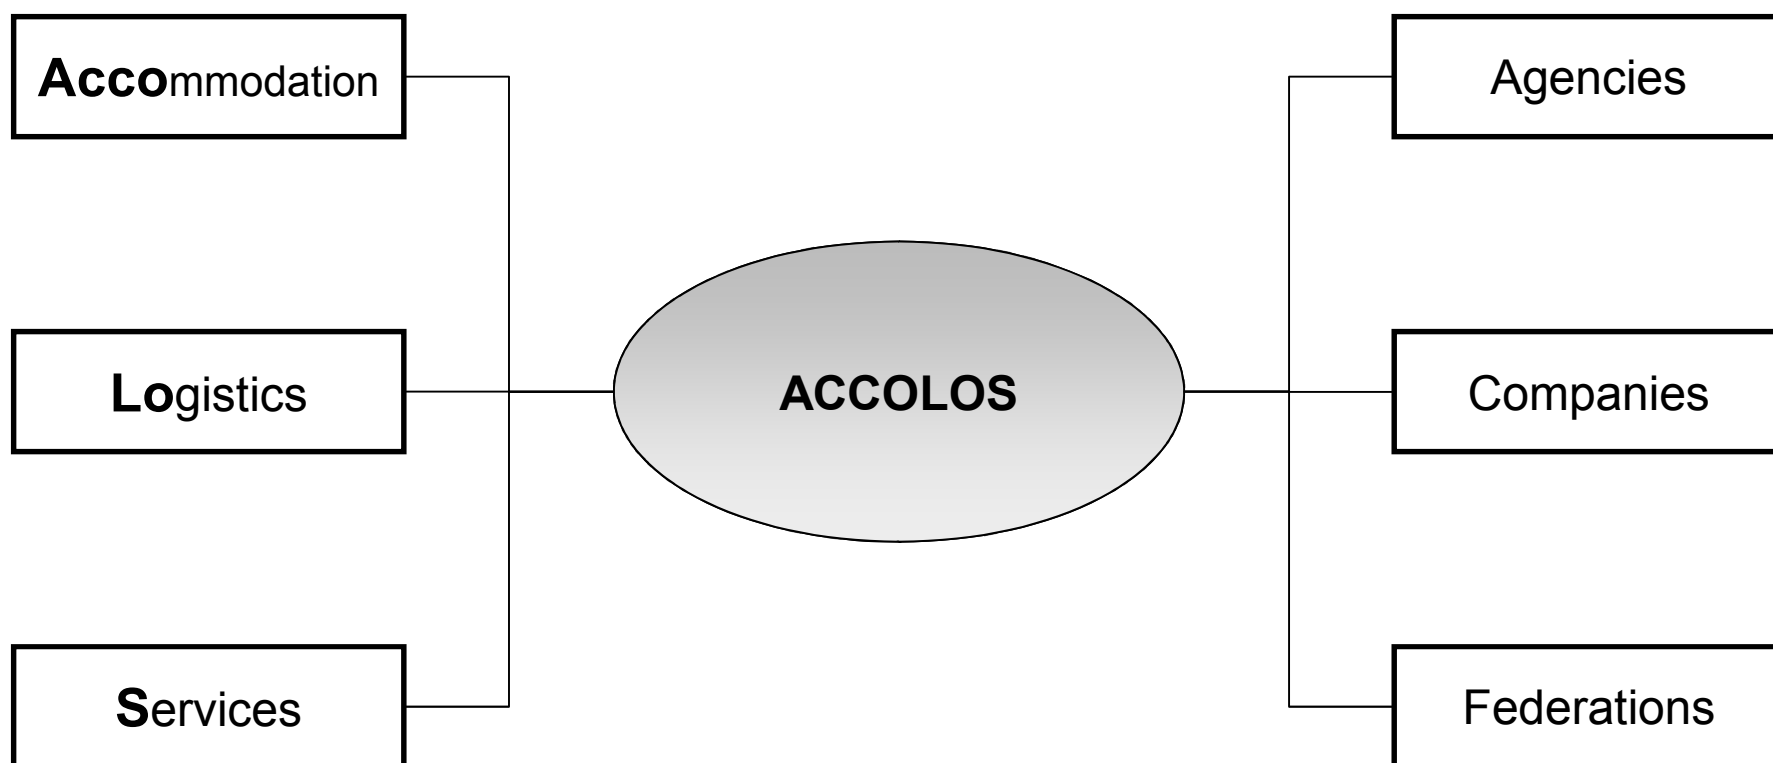 Accommodation
Agencies
Logistics
ACCOLOS
Companies
Services
Federations